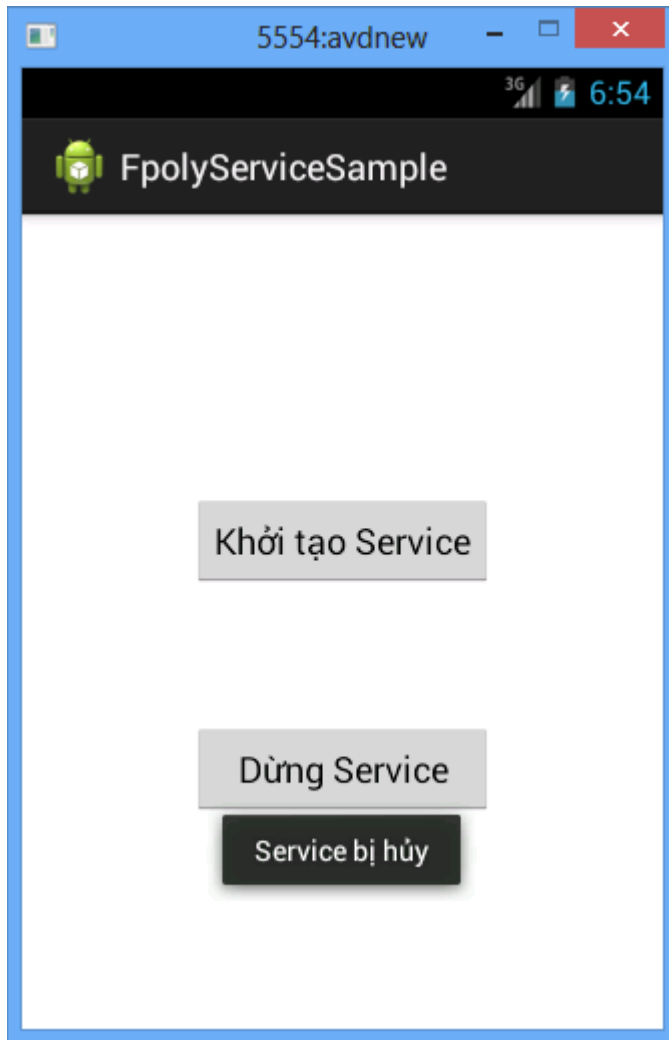 5554:avdnew
3G 6:54
FpolyServiceSample
Khởi tạo Service
Dừng Service
Service bị hủy